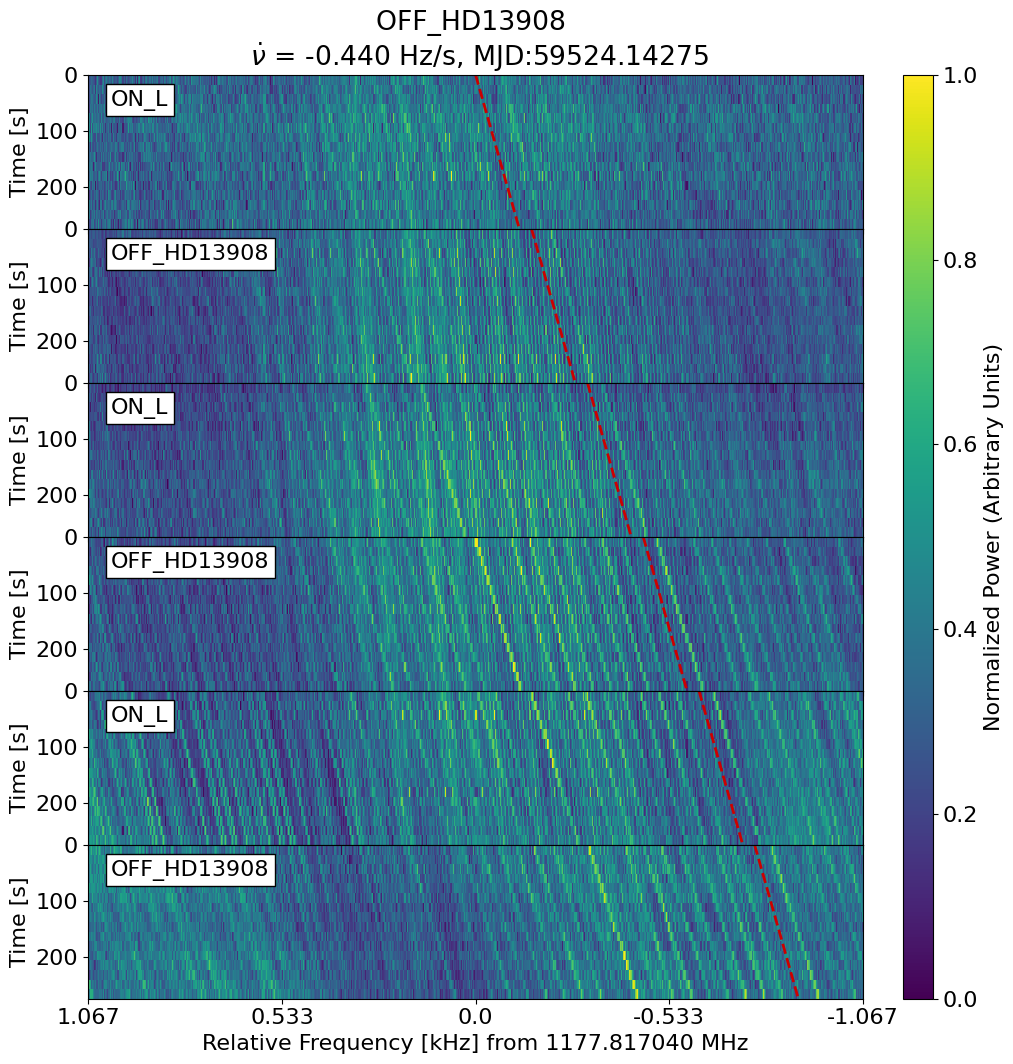 OFF_HD13908
ν̇ = -0.440 Hz/s, MJD:59524.14275
0
ON_L
100
200
Time [s]
0
OFF_HD13908
100
200
Time [s]
0
ON_L
100
200
Time [s]
0
OFF_HD13908
100
200
Time [s]
0
ON_L
100
200
Time [s]
0
OFF_HD13908
100
200
Time [s]
1.067 0.533 0.0 -0.533 -1.067
Relative Frequency [kHz] from 1177.817040 MHz
1.0
0.8
0.6
0.4
0.2
0.0
Normalized Power (Arbitrary Units)